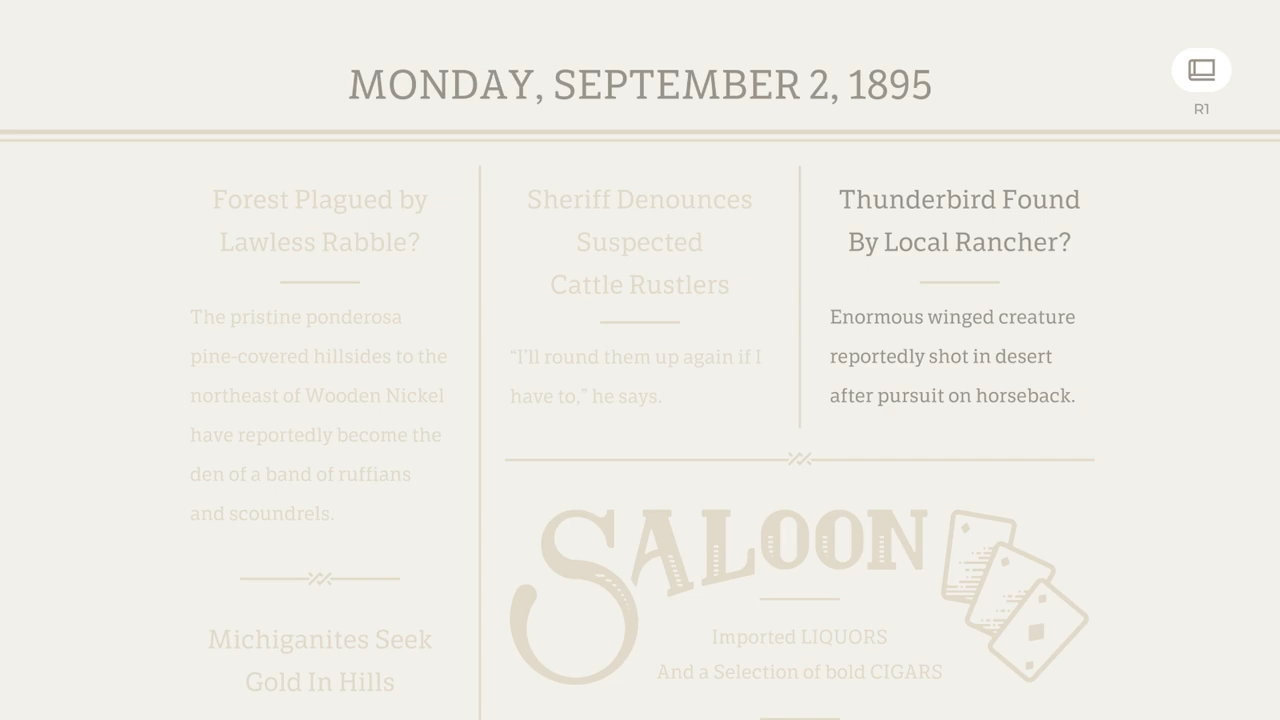 MONDAY, SEPTEMBER 2, 1895
R1
Forest Plagued by
Lawless Rabble?
The pristine ponderosa
pine-covered hillsides to the
northeast of Wooden Nickel
have reportedly become the
den of a band of ruffians
and scoundrels.
Michiganites Seek
Gold In Hills
Sheriff Denounces
Suspected
Cattle Rustlers
“I’ll round them up again if I
have to,” he says.
Thunderbird Found
By Local Rancher?
Enormous winged creature
reportedly shot in desert
after pursuit on horseback.
SALOON
Imported LIQUORS
And a Selection of bold CIGARS